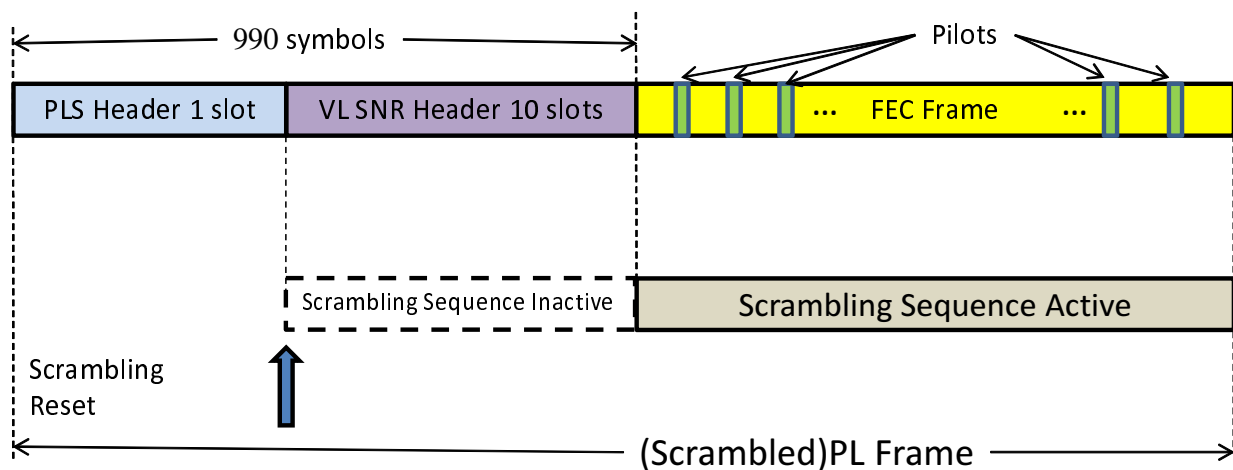 990 symbols
Pilots
PLS Header 1 slot
VL SNR Header 10 slots
...
FEC Frame
...
Scrambling Sequence Inactive
Scrambling Sequence Active
Scrambling
Reset
(Scrambled)PL Frame